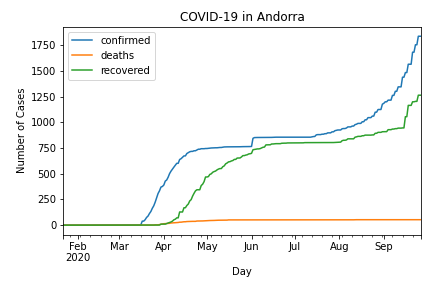 COVID-19 in Andorra
confirmed
deaths
recovered
Number of Cases
1750
1500
1250
1000
750
500
250
0
Feb Mar Apr May Jun Jul Aug Sep
2020
Day